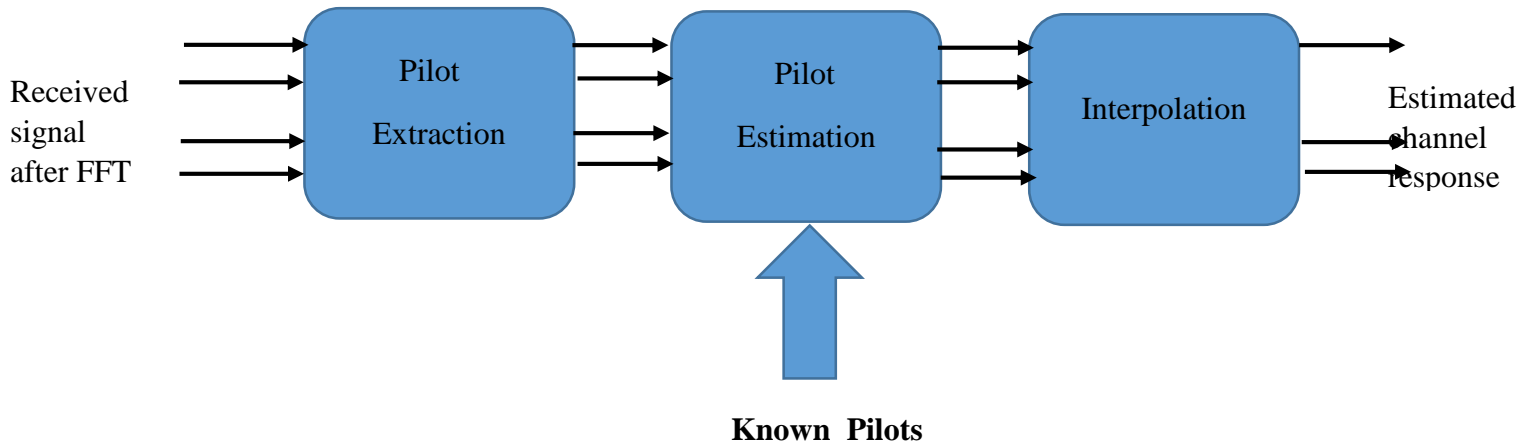 Received
signal
after FFT
Pilot
Extraction
Pilot
Estimation
Interpolation
Estimated
channel
response
Known Pilots